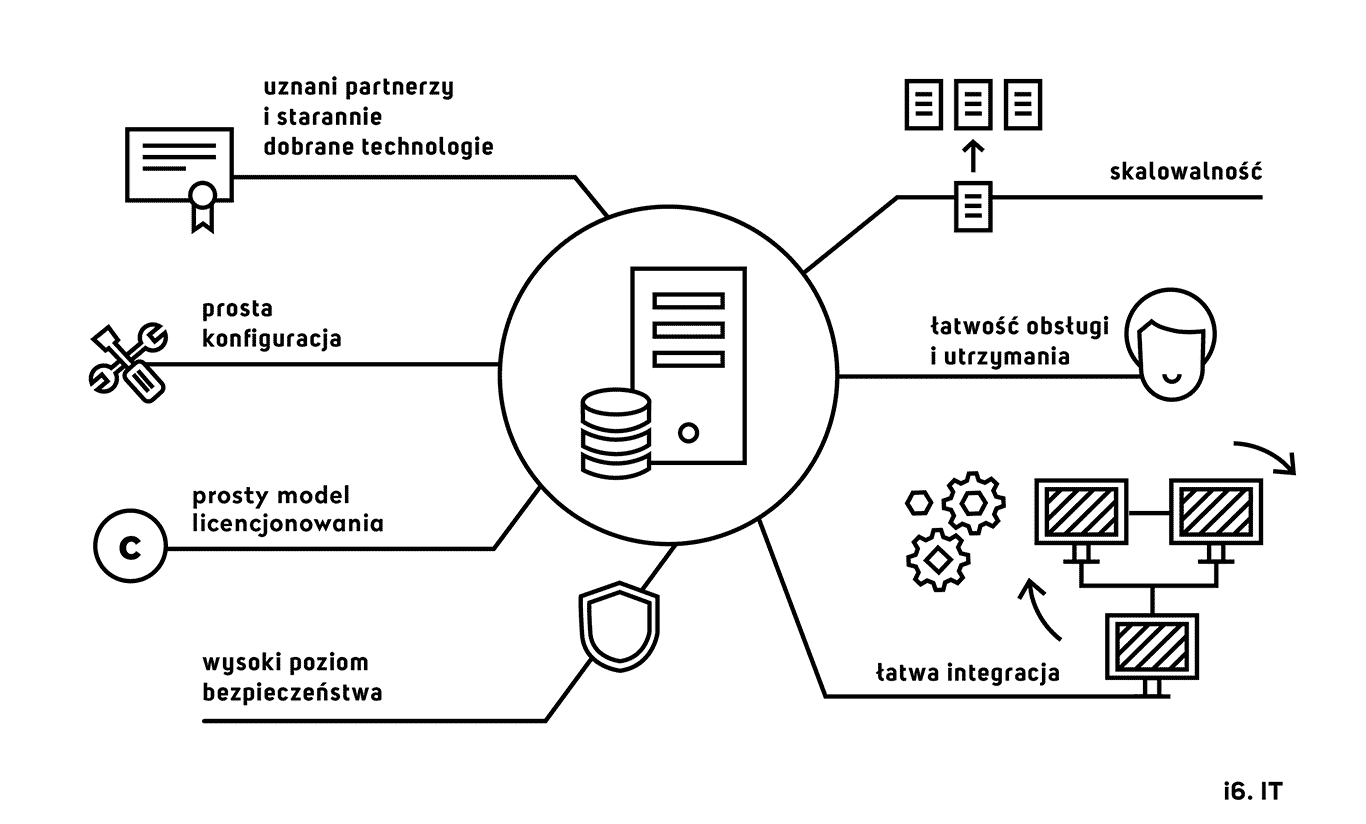 uznani partnerzy
i starannie
dobrane technologie
skalowalność
prosta
konfiguracja
łatwość obsługi
i utrzymania
prosty model
licencjonowania
C
wysoki poziom
bezpieczeństwa
łatwa integracja
i6. IT